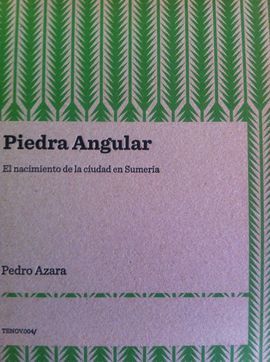 Piedra Angular
El nacimiento de la ciudad en Sumeria
Pedro Azara
TENOV.004/